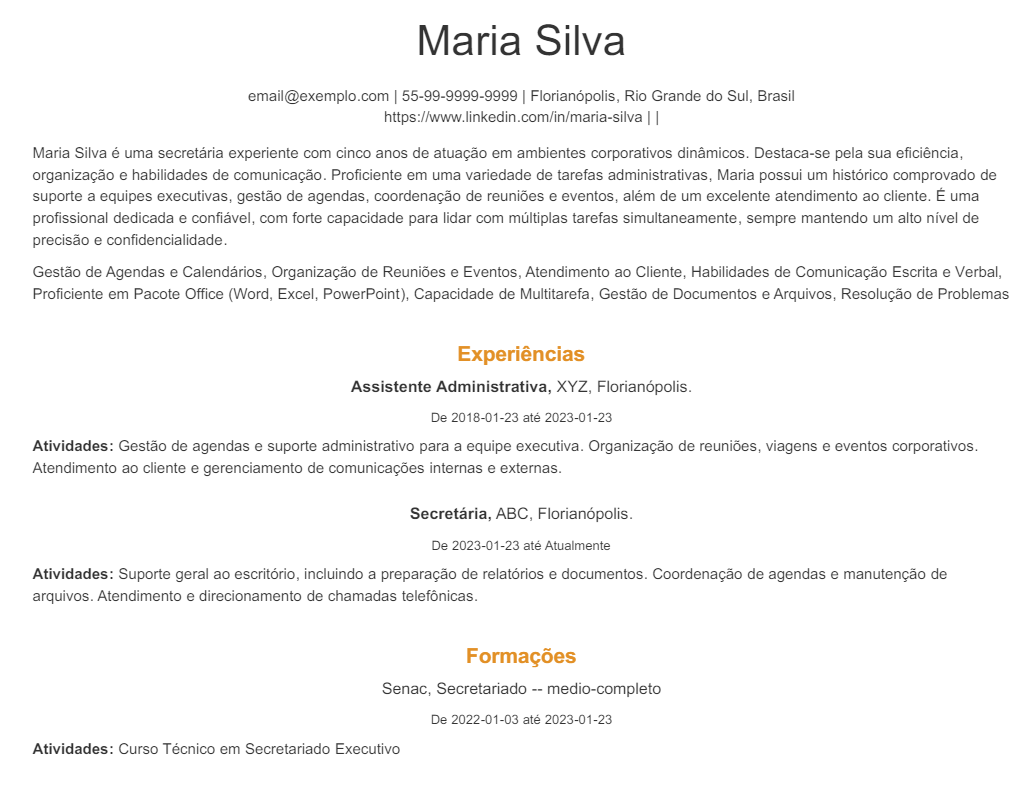 Maria Silva
email@exemplo.com | 55-99-9999-9999 | Florianópolis, Rio Grande do Sul, Brasil
https://www.linkedin.com/in/maria-silva | |
Maria Silva é uma secretária experiente com cinco anos de atuação em ambientes corporativos dinâmicos. Destaca-se pela sua eficiência,
organização e habilidades de comunicação. Proficiente em uma variedade de tarefas administrativas, Maria possui um histórico comprovado de
suporte a equipes executivas, gestão de agendas, coordenação de reuniões e eventos, além de um excelente atendimento ao cliente. É uma
profissional dedicada e confiável, com forte capacidade para lidar com múltiplas tarefas simultaneamente, sempre mantendo um alto nível de
precisão e confidencialidade.
Gestão de Agendas e Calendários, Organização de Reuniões e Eventos, Atendimento ao Cliente, Habilidades de Comunicação Escrita e Verbal,
Proficiente em Pacote Office (Word, Excel, PowerPoint), Capacidade de Multitarefa, Gestão de Documentos e Arquivos, Resolução de Problemas
Experiências
Assistente Administrativa, XYZ, Florianópolis.
De 2018-01-23 até 2023-01-23
Atividades: Gestão de agendas e suporte administrativo para a equipe executiva. Organização de reuniões, viagens e eventos corporativos.
Atendimento ao cliente e gerenciamento de comunicações internas e externas.
Secretária, ABC, Florianópolis.
De 2023-01-23 até Atualmente
Atividades: Suporte geral ao escritório, incluindo a preparação de relatórios e documentos. Coordenação de agendas e manutenção de
arquivos. Atendimento e direcionamento de chamadas telefônicas.
Formações
Senac, Secretariado -- medio-completo
De 2022-01-03 até 2023-01-23
Atividades: Curso Técnico em Secretariado Executivo